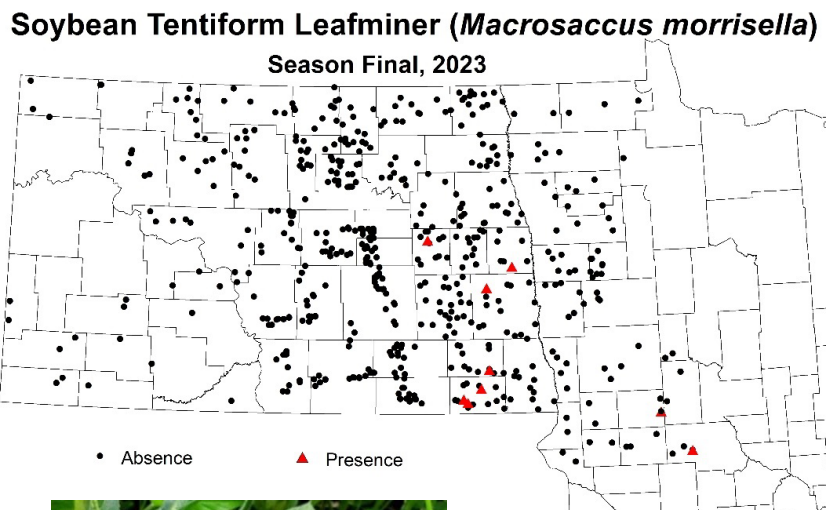 Soybean Tentiform Leafminer (Macrosaccus morrisella)
Season Final, 2023
Absence
Presence